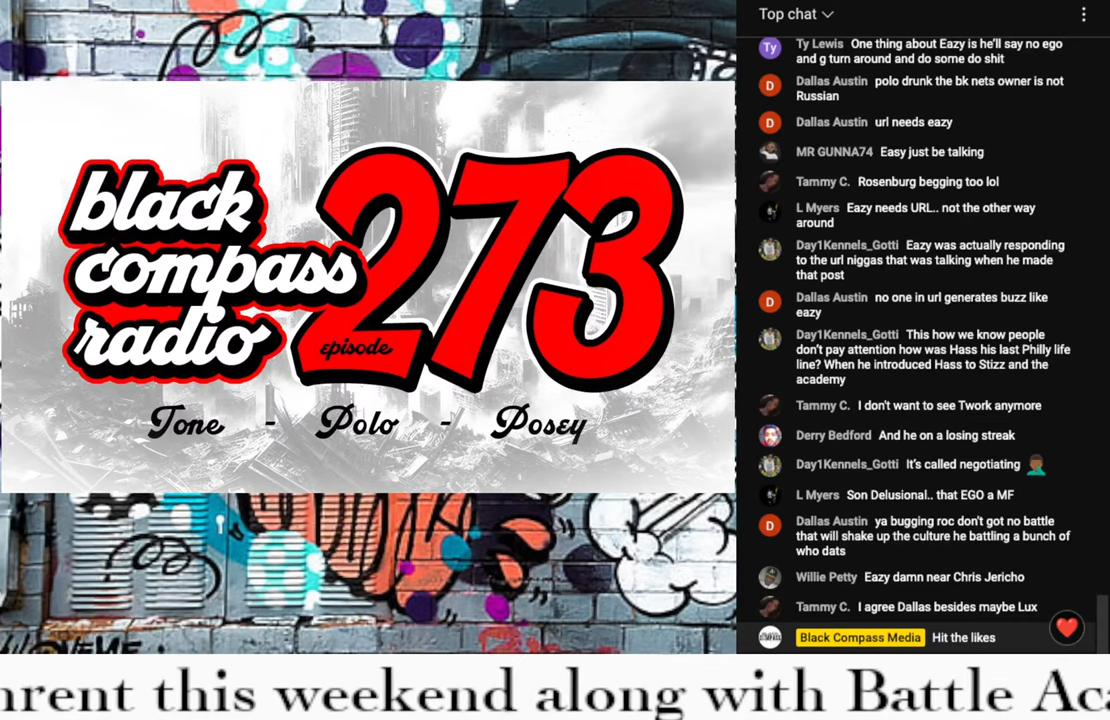 Top chat
Ty Lewis One thing about Eazy is he'll say no ego
and g turn around and do some do shit
Dallas Austin polo drunk the bk nets owner is not
Russian
Dallas Austin url needs eazy
MR GUNNA74 Easy just be talking
Tammy C. Rosenburg begging too lol
L Myers Eazy needs URL.. not the other way
around
Day1Kennels_Gotti Eazy was actually responding
to the url niggas that was talking when he made
that post
Dallas Austin no one in url generates buzz like
eazy
Day1Kennels_Gotti This how we know people
don't pay attention how was Hass his last Philly life
line? When he introduced Hass to Stizz and the
academy
Tammy C. I don't want to see Twork anymore
Derry Bedford And he on a losing streak
Day1Kennels_Gotti It's called negotiating
L Myers Son Delusional.. that EGO a MF
Dallas Austin ya bugging roc don't got no battle
that will shake up the culture he battling a bunch of
who dats
Willie Petty Eazy damn near Chris Jericho
Tammy C. I agree Dallas besides maybe Lux
Black Compass Media Hit the likes
black
compass
radio
273
episode
Tone - Polo - Posey
this weekend along with Battle